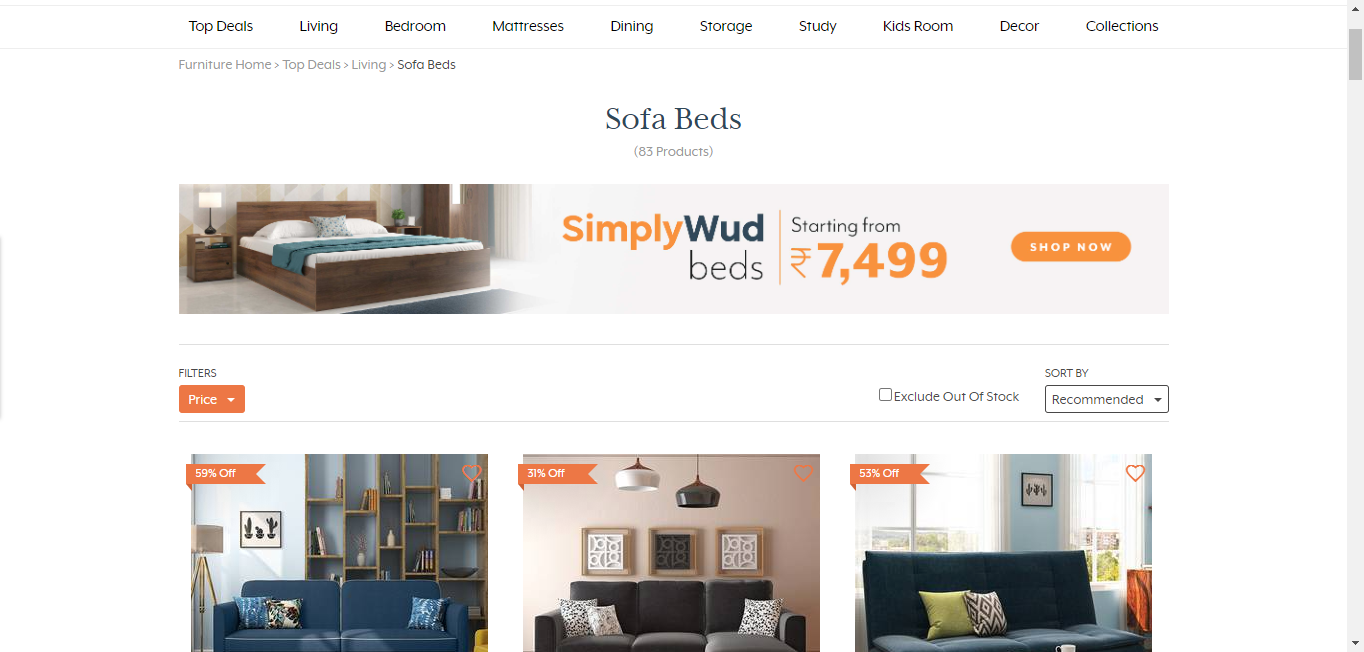 Top Deals Living Bedroom Mattresses Dining Storage Study Kids Room Decor Collections
Furniture Home > Top Deals > Living > Sofa Beds
Sofa Beds
(83 Products)
SimplyWud
beds
Starting from
₹7,499
SHOP NOW
FILTERS
Price
Exclude Out Of Stock
SORT BY
Recommended
59% Off
31% Off
53% Off